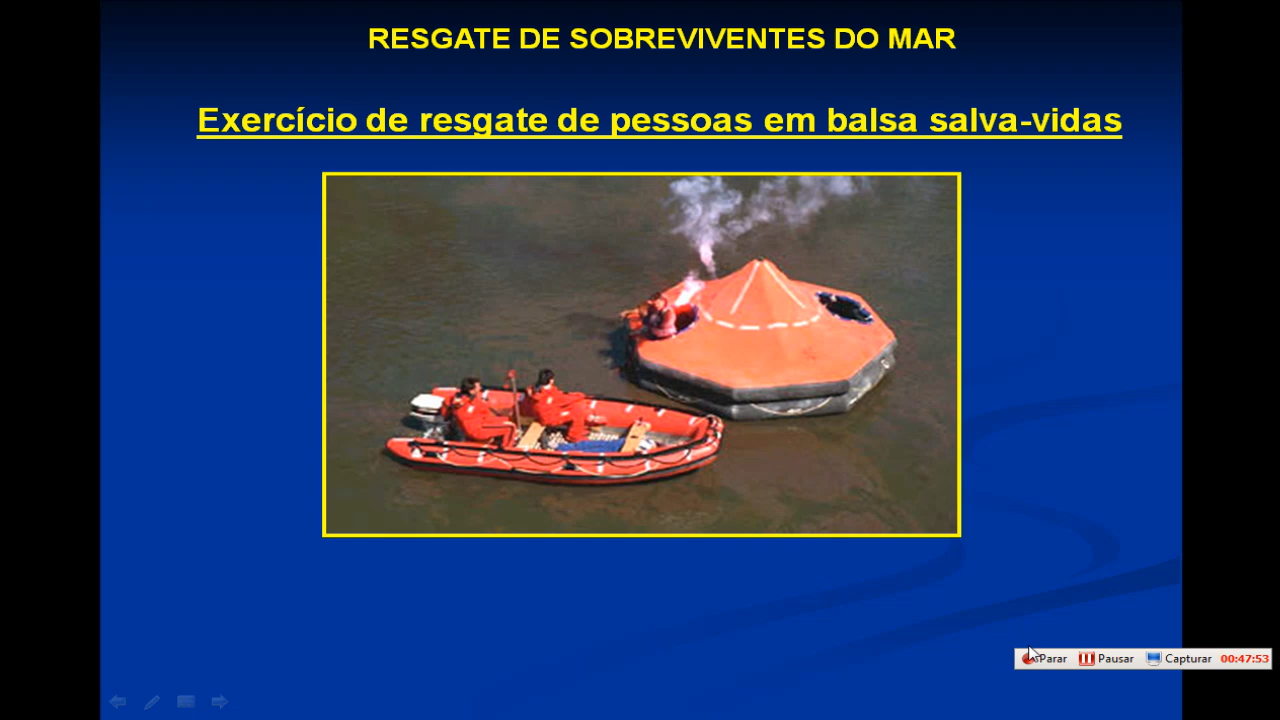 RESGATE DE SOBREVIVENTES DO MAR
Exercício de resgate de pessoas em balsa salva-vidas
Parar Pausar Capturar 00:47:53